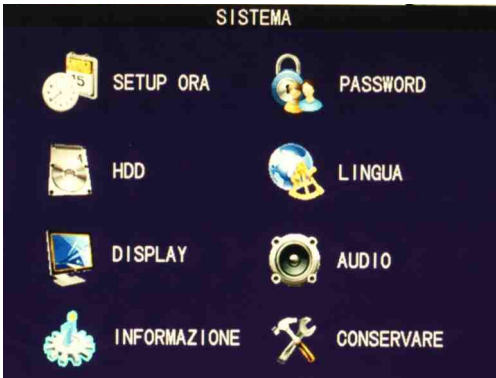 SISTEMA
SETUP ORA
PASSWORD
HDD
LINGUA
DISPLAY
AUDIO
INFORMAZIONE
CONSERVARE